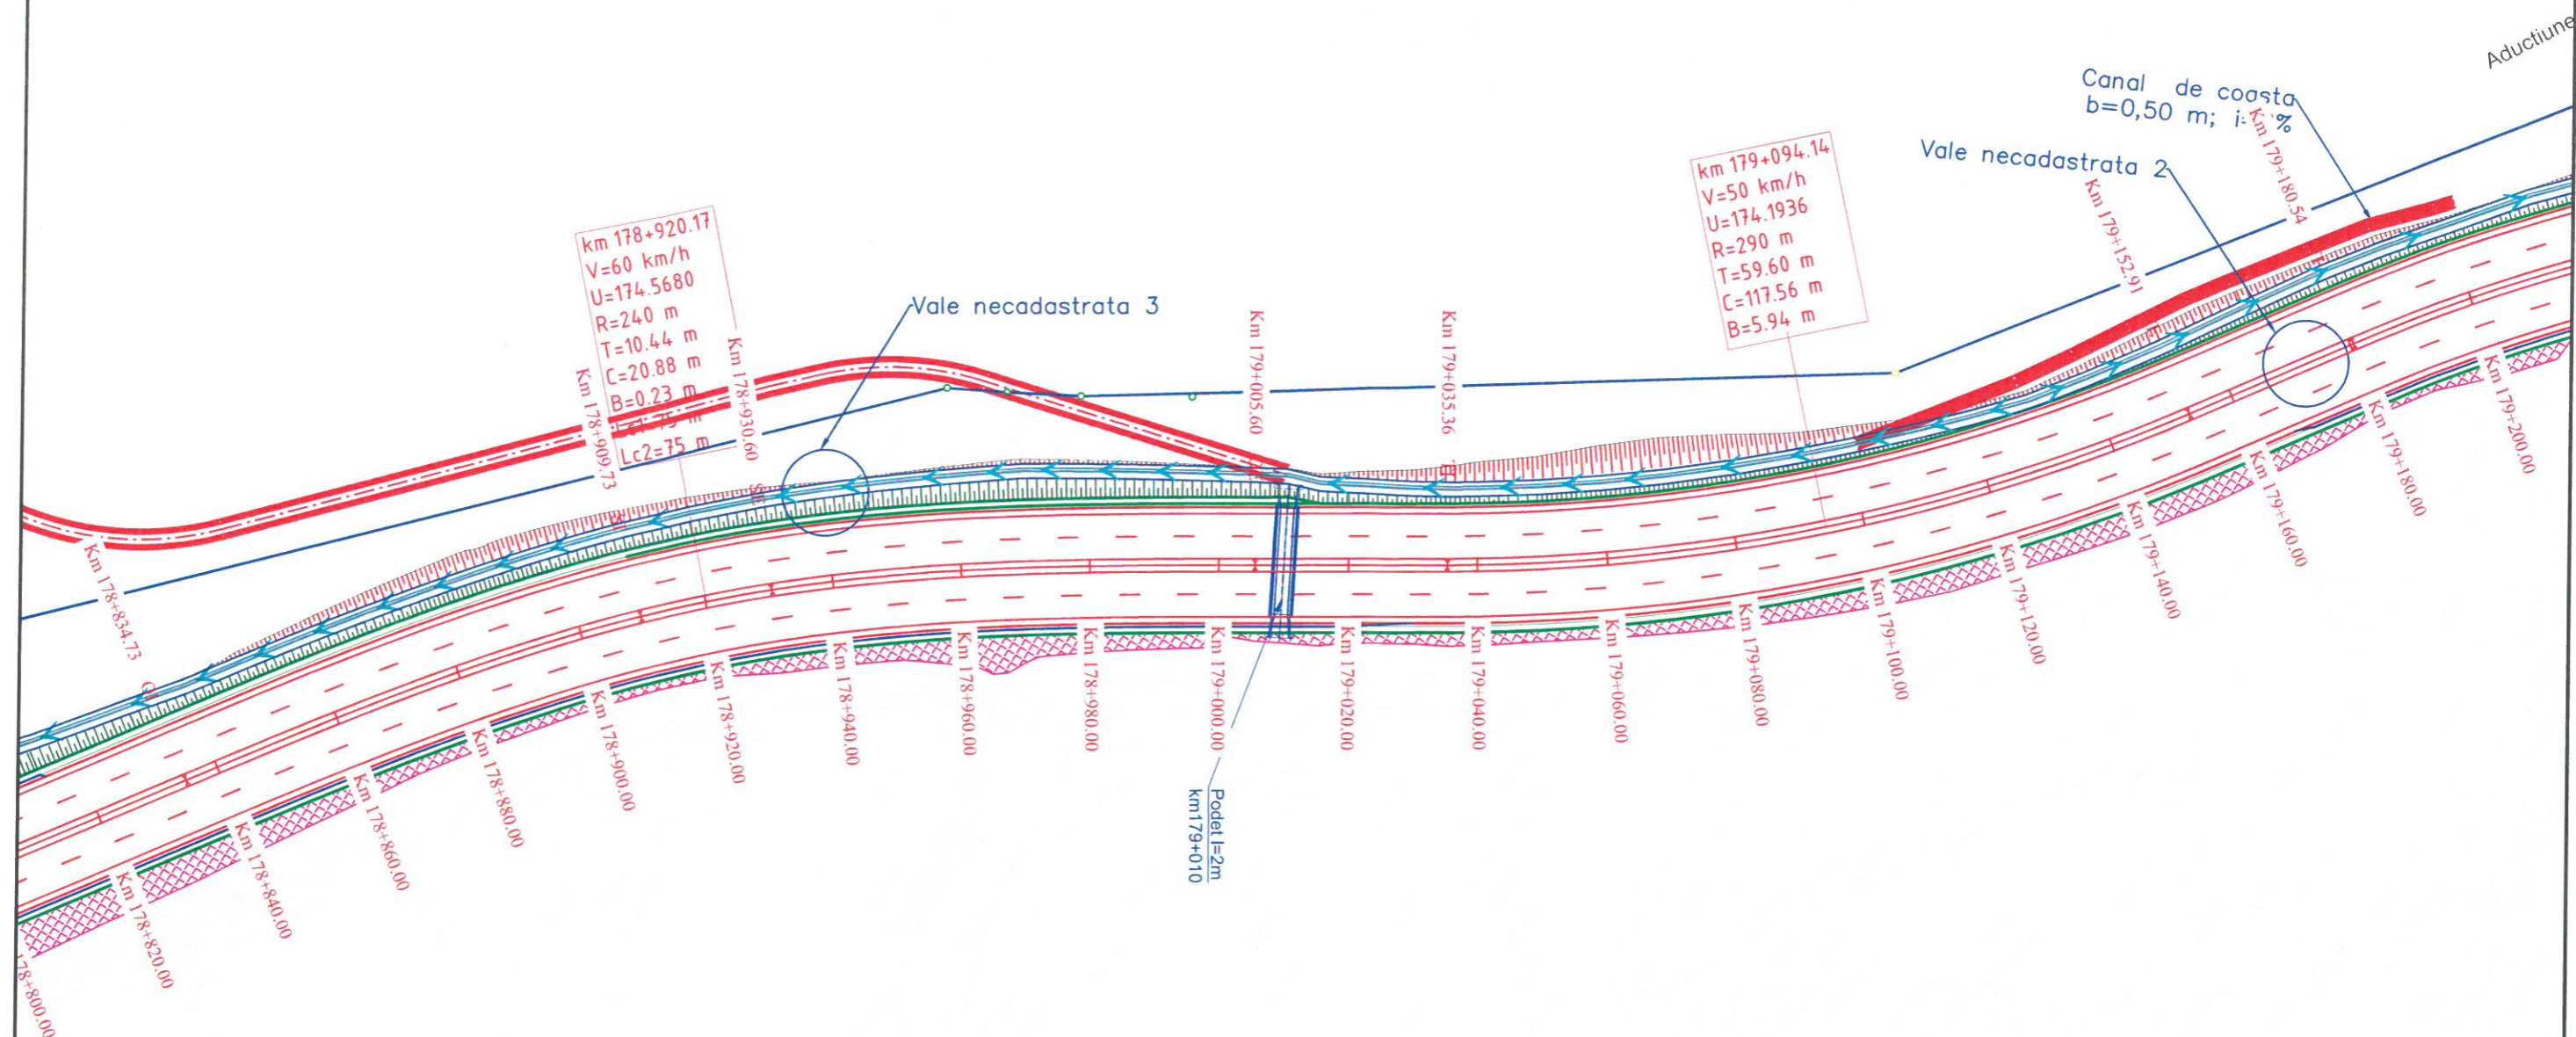 Aductiune
Canal de coasta
b=0,50 m; i= %
Vale necadastrata 2
Km 179+180.54
Km 179+152.91
km 179+094.14
V=50 km/h
U=174.1936
R=290 m
T=59.60 m
C=117.56 m
B=5.94 m
km 178+920.17
V=60 km/h
U=174.5680
R=240 m
T=10.44 m
C=20.88 m
B=0.23 m
Lc2=75 m
Vale necadastrata 3
Km 178+930.60
Km 178+909.73
Km 179+005.60
Km 179+035.36
Km 178+834.73
178+800.00
Km 178+820.00
Km 178+840.00
Km 178+860.00
Km 178+880.00
Km 178+900.00
Km 178+920.00
Km 178+940.00
Km 178+960.00
Km 178+980.00
Km 179+000.00
Km 179+020.00
Km 179+040.00
Km 179+060.00
Km 179+080.00
Km 179+100.00
Km 179+120.00
Km 179+140.00
Km 179+160.00
Km 179+180.00
Km 179+200.00
Podet l=2m
km179+010